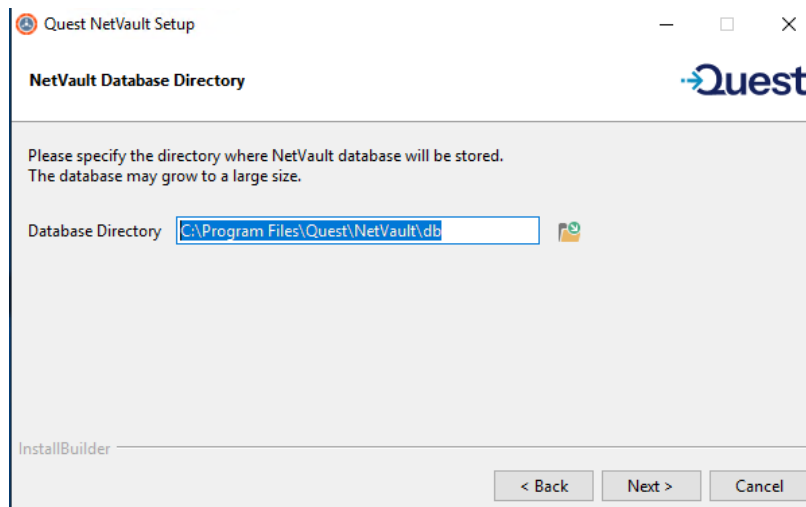 Quest NetVault Setup
NetVault Database Directory
Quest
Please specify the directory where NetVault database will be stored.
The database may grow to a large size.
Database Directory C:\Program Files\Quest\NetVault\db
InstallBuilder
< Back Next > Cancel